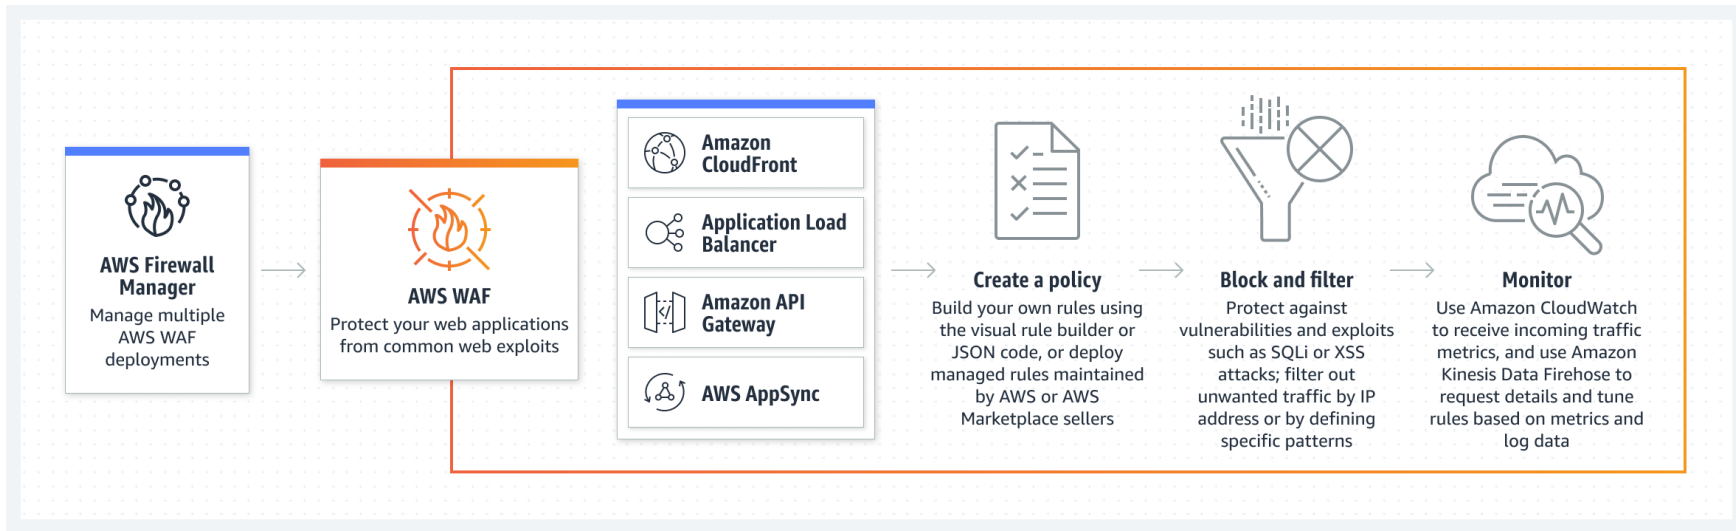 AWS Firewall
Manager
Manage multiple
AWS WAF
deployments
AWS WAF
Protect your web applications
from common web exploits
Amazon
CloudFront
Application Load
Balancer
Amazon API
Gateway
AWS AppSync
Create a policy
Build your own rules using
the visual rule builder or
JSON code, or deploy
managed rules maintained
by AWS or AWS
Marketplace sellers
Block and filter
Protect against
vulnerabilities and exploits
such as SQLi or XSS
attacks; filter out
unwanted traffic by IP
address or by defining
specific patterns
Monitor
Use Amazon CloudWatch
to receive incoming traffic
metrics, and use Amazon
Kinesis Data Firehose to
request details and tune
rules based on metrics and
log data